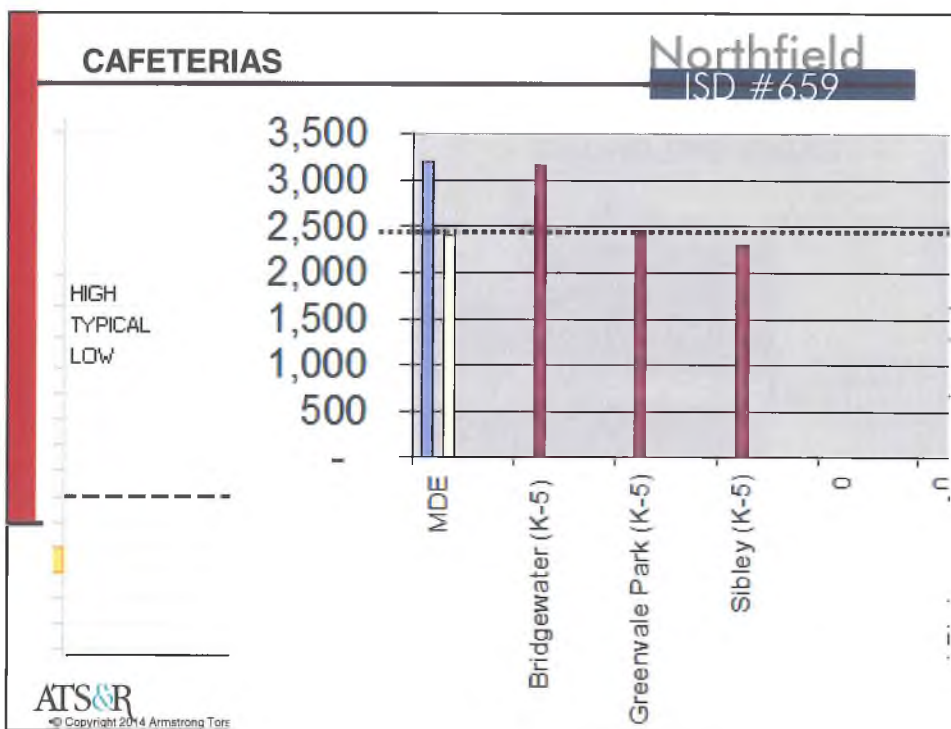 CAFETERIAS
Northfield
ISD #659
3,500
3,000
2,500
2,000
1,500
1,000
500
-
HIGH
TYPICAL
LOW
MDE
Bridgewater (K-5)
Greenvale Park (K-5)
Sibley (K-5)
0
0
ATS&R
© Copyright 2014 Armstrong Tors